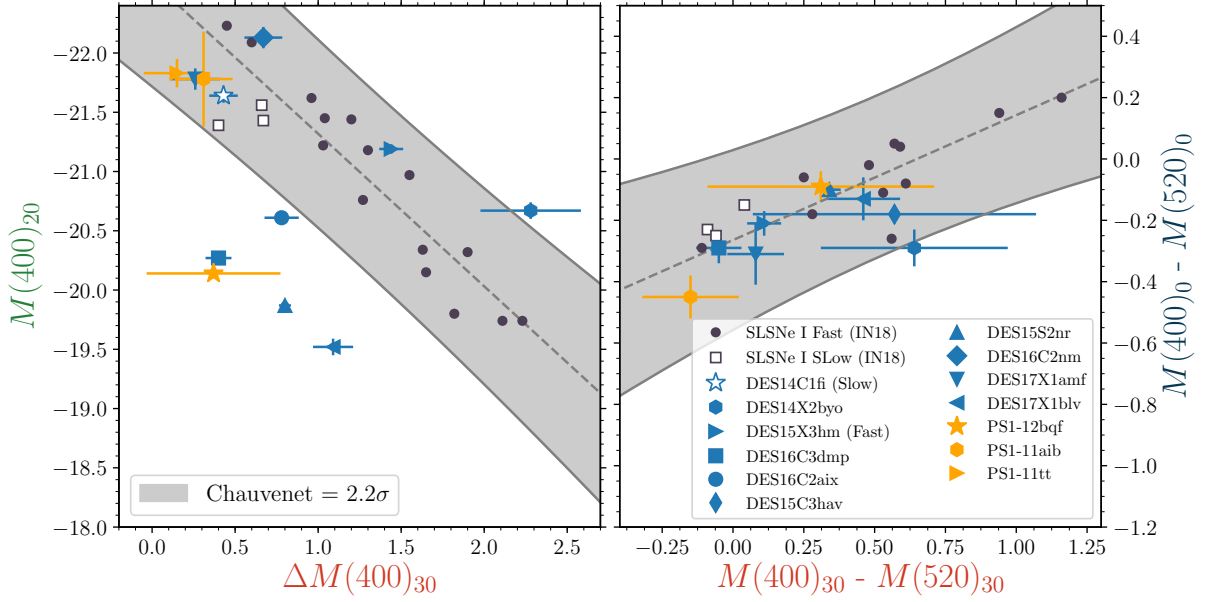 −22.0
−21.5
−21.0
−20.5
−20.0
−19.5
−19.0
−18.5
−18.0
M(400)₂₀
0.0 0.5 1.0 1.5 2.0 2.5
ΔM(400)₃₀
Chauvenet = 2.2σ
0.4
0.2
0.0
−0.2
−0.4
−0.6
−0.8
−1.0
−1.2
M(400)₀ - M(520)₀
−0.25 0.00 0.25 0.50 0.75 1.00 1.25
M(400)₃₀ - M(520)₃₀
SLSNe I Fast (IN18)
SLSNe I SLow (IN18)
DES14C1fi (Slow)
DES14X2byo
DES15X3hm (Fast)
DES16C3dmp
DES16C2aix
DES15C3hav
DES15S2nr
DES16C2nm
DES17X1amf
DES17X1blv
PS1-12bqf
PS1-11aib
PS1-11tt